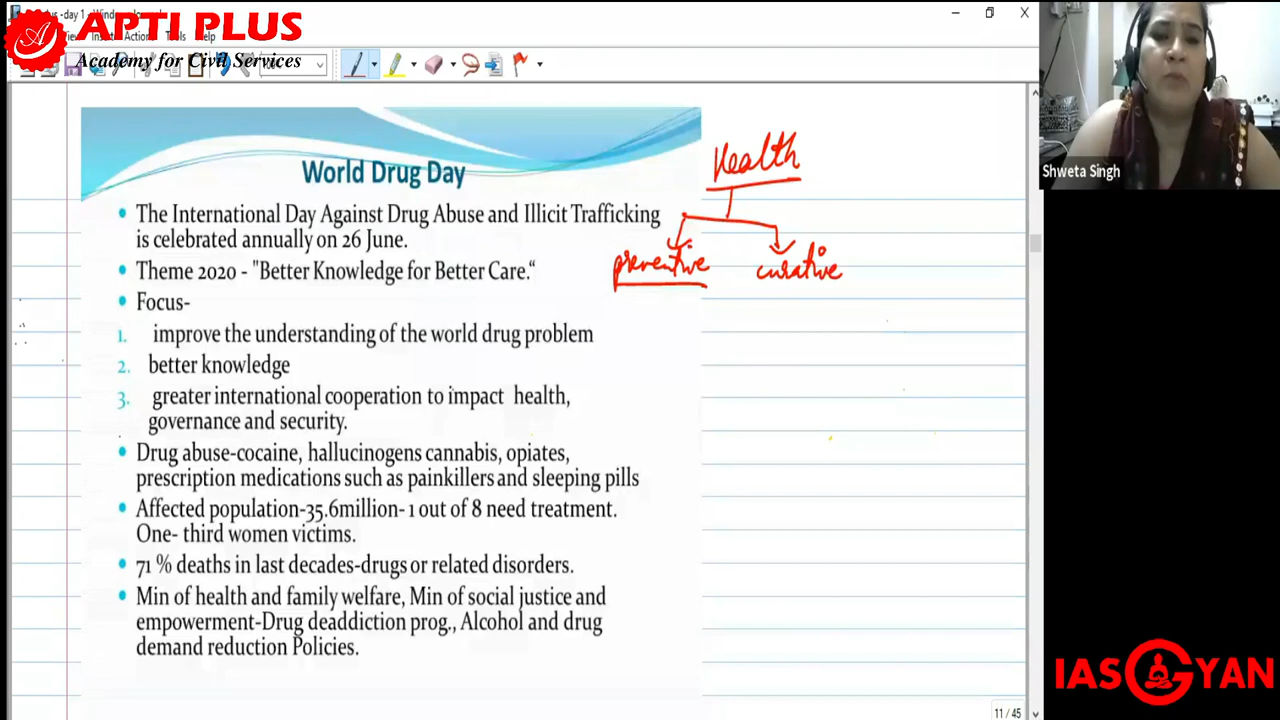 APTI PLUS
Academy for Civil Services
World Drug Day
Health
preventive curative
• The International Day Against Drug Abuse and Illicit Trafficking
is celebrated annually on 26 June.
• Theme 2020 - "Better Knowledge for Better Care.“
• Focus-
1. improve the understanding of the world drug problem
2. better knowledge
3. greater international cooperation to impact health,
governance and security.
• Drug abuse-cocaine, hallucinogens cannabis, opiates,
prescription medications such as painkillers and sleeping pills
• Affected population-35.6million- 1 out of 8 need treatment.
One- third women victims.
• 71 % deaths in last decades-drugs or related disorders.
• Min of health and family welfare, Min of social justice and
empowerment-Drug deaddiction prog., Alcohol and drug
demand reduction Policies.
Shweta Singh
IAS GYAN
11 / 45